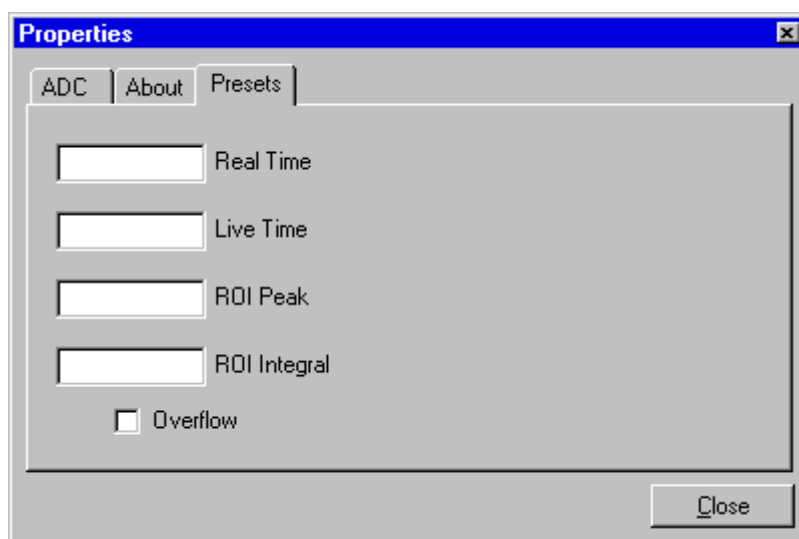 Properties
ADC About Presets
Real Time
Live Time
ROI Peak
ROI Integral
Overflow
Close